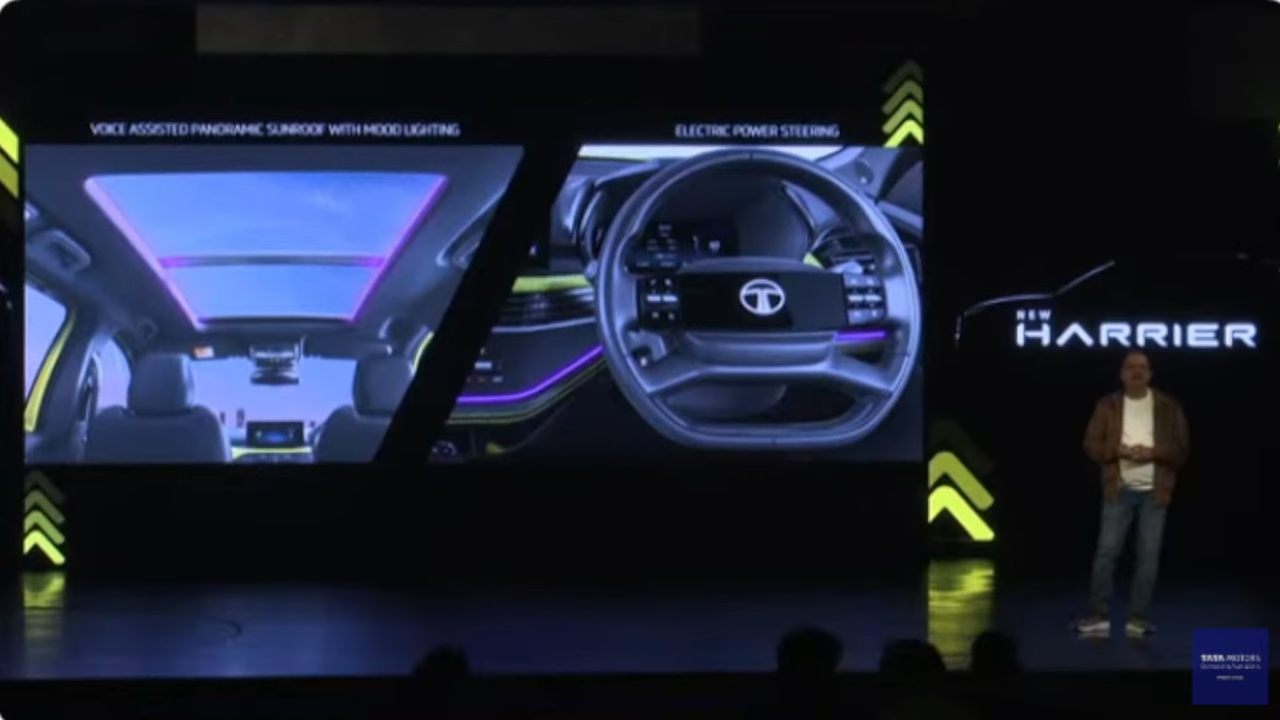 VOICE ASSISTED PANORAMIC SUNROOF WITH MOOD LIGHTING
ELECTRIC POWER STEERING
NEW
HARRIER
TATA MOTORS